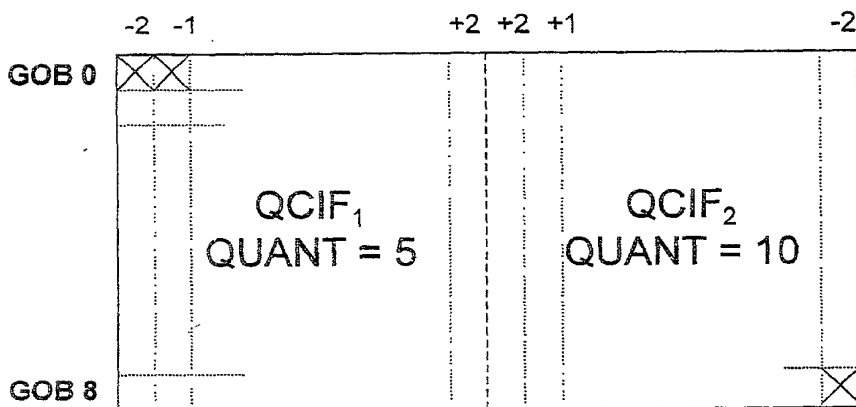 -2 -1 +2 +2 +1 -2
GOB 0
QCIF₁ QCIF₂
QUANT = 5 QUANT = 10
GOB 8